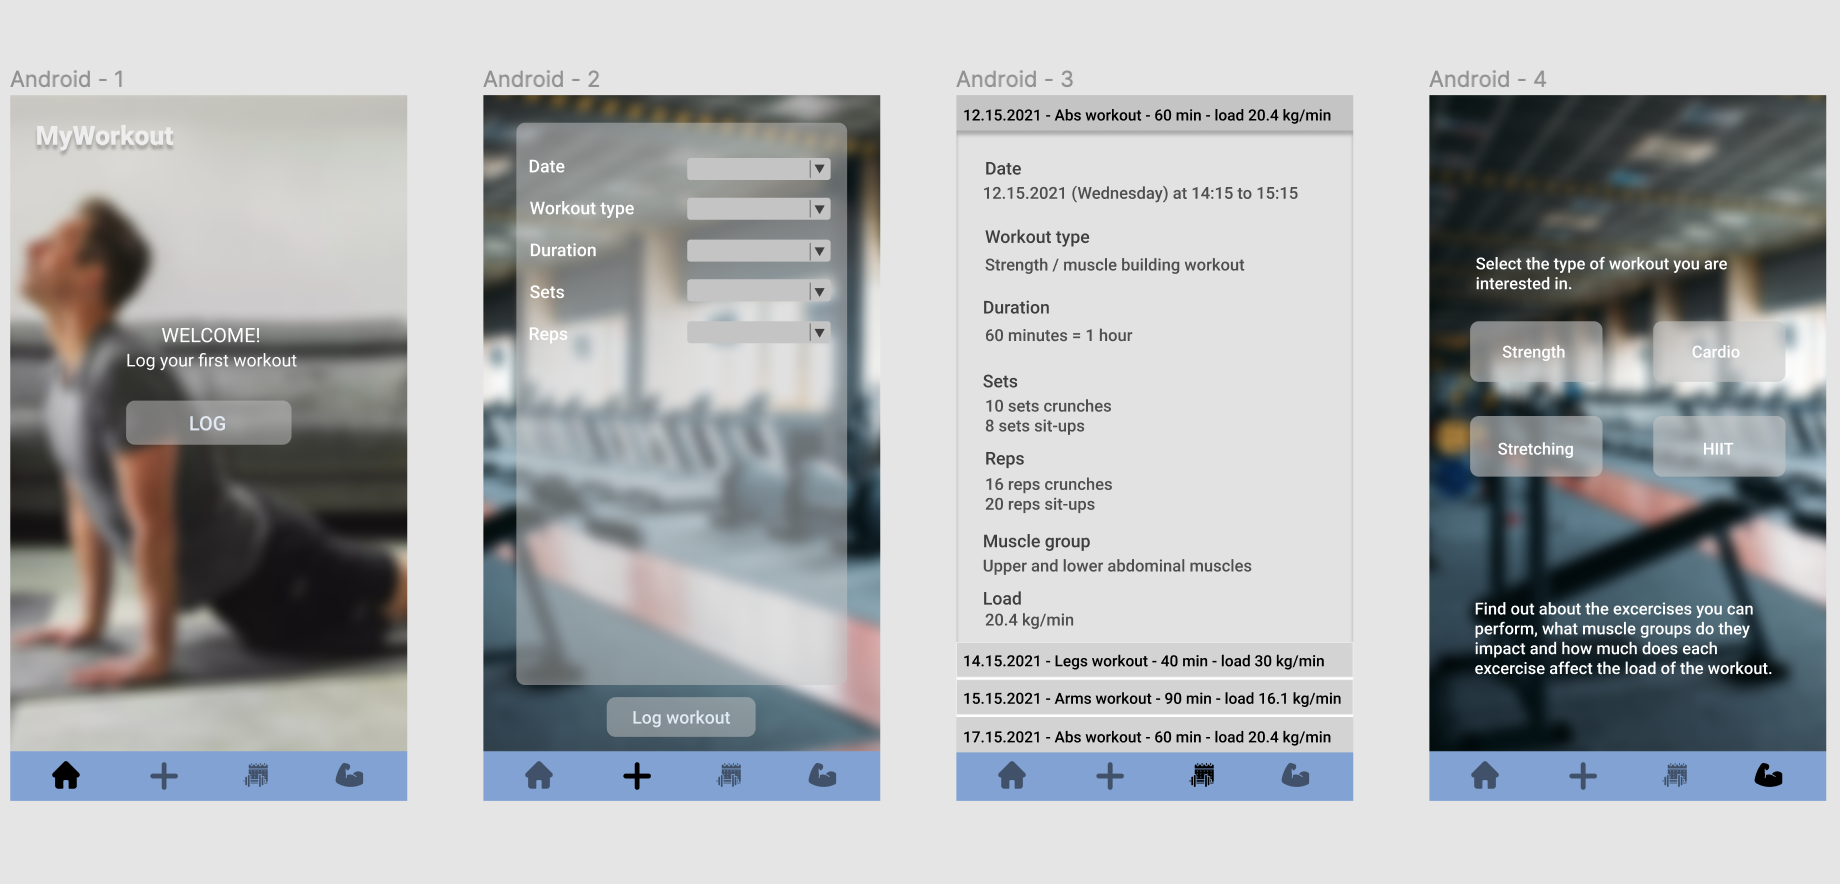 Android - 1
MyWorkout
WELCOME!
Log your first workout
LOG
Android - 2
Date
Workout type
Duration
Sets
Reps
Log workout
Android - 3
12.15.2021 - Abs workout - 60 min - load 20.4 kg/min
Date
12.15.2021 (Wednesday) at 14:15 to 15:15
Workout type
Strength / muscle building workout
Duration
60 minutes = 1 hour
Sets
10 sets crunches
8 sets sit-ups
Reps
16 reps crunches
20 reps sit-ups
Muscle group
Upper and lower abdominal muscles
Load
20.4 kg/min
14.15.2021 - Legs workout - 40 min - load 30 kg/min
15.15.2021 - Arms workout - 90 min - load 16.1 kg/min
17.15.2021 - Abs workout - 60 min - load 20.4 kg/min
Android - 4
Select the type of workout you are
interested in.
Strength
Cardio
Stretching
HIIT
Find out about the excercises you can
perform, what muscle groups do they
impact and how much does each
excercise affect the load of the workout.